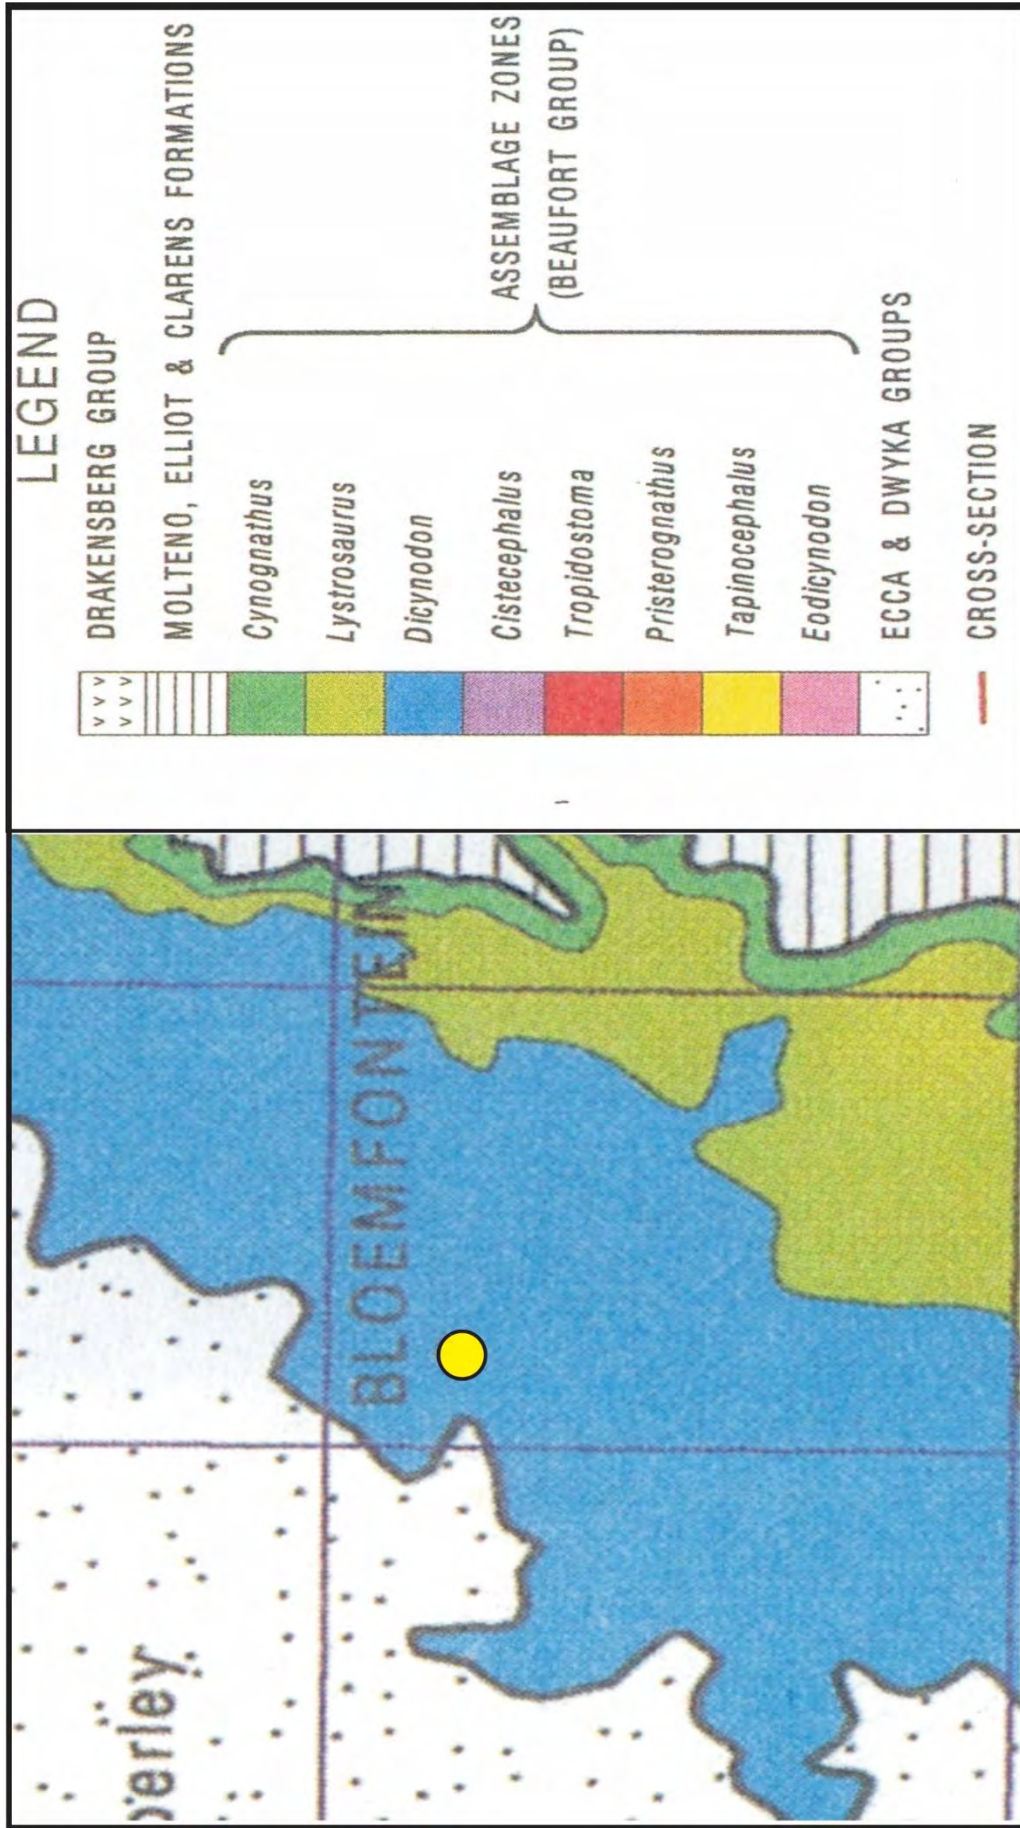 LEGEND
DRAKENSBERG GROUP
MOLTENO, ELLIOT & CLARENS FORMATIONS
Cynognathus
Lystrosaurus
Dicynodon
Cistecephalus
Tropidostoma
Pristerognathus
Tapinocephalus
Eodicynodon
ASSEMBLAGE ZONES
(BEAUFORT GROUP)
ECCA & DWYKA GROUPS
CROSS-SECTION
BLOEMFONTEIN
berley